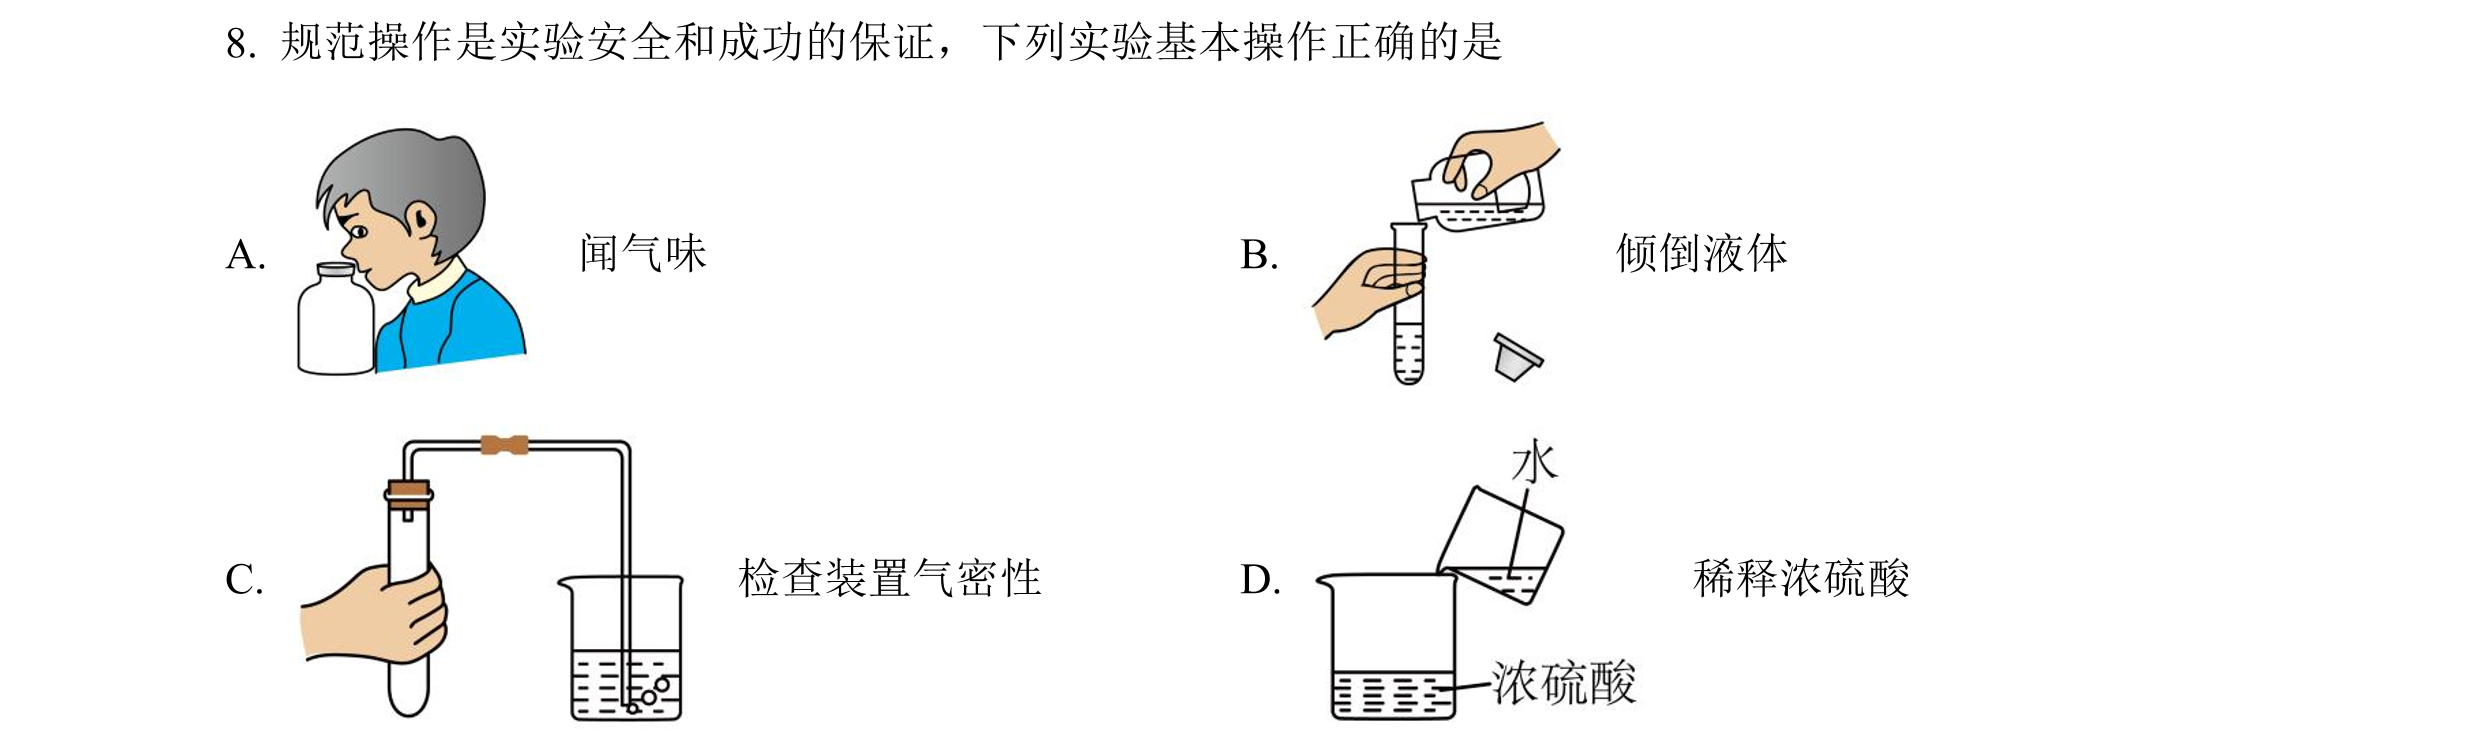 8. 规范操作是实验安全和成功的保证，下列实验基本操作正确的是
A. 闻气味
B. 倾倒液体
C. 检查装置气密性
D. 水 浓硫酸 稀释浓硫酸